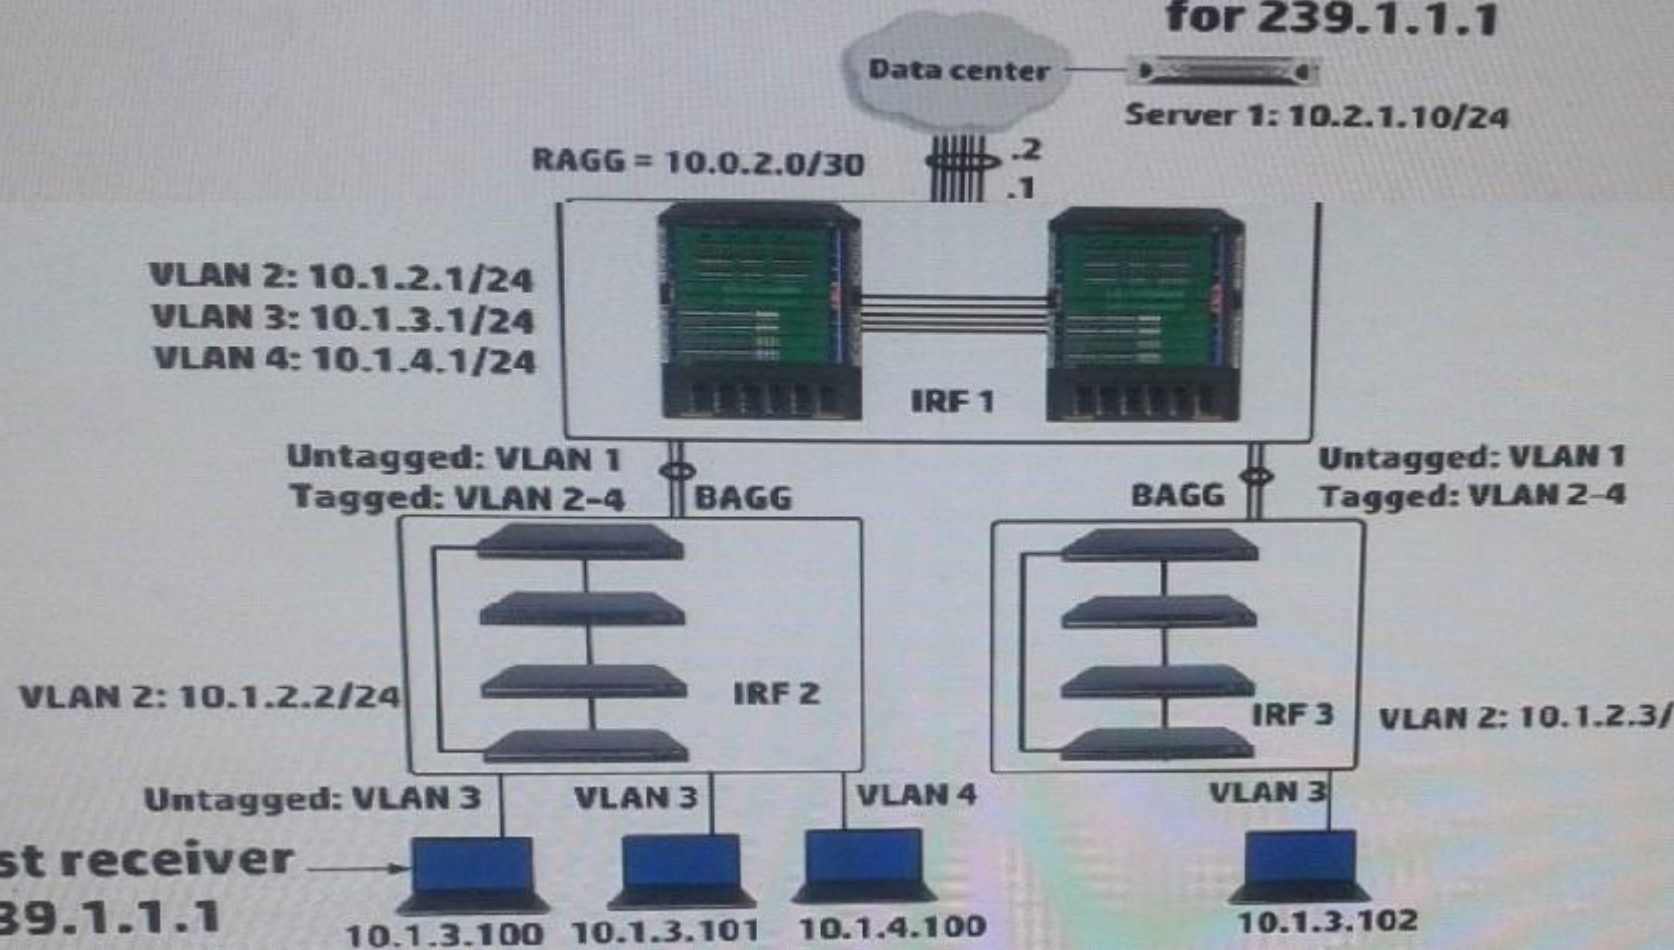 for 239.1.1.1
Data center
Server 1: 10.2.1.10/24
RAGG = 10.0.2.0/30
.2
.1
VLAN 2: 10.1.2.1/24
VLAN 3: 10.1.3.1/24
VLAN 4: 10.1.4.1/24
IRF 1
Untagged: VLAN 1
Tagged: VLAN 2-4
BAGG
BAGG
Untagged: VLAN 1
Tagged: VLAN 2-4
VLAN 2: 10.1.2.2/24
IRF 2
IRF 3
VLAN 2: 10.1.2.3/
Untagged: VLAN 3
VLAN 3
VLAN 4
VLAN 3
st receiver
39.1.1.1
10.1.3.100
10.1.3.101
10.1.4.100
10.1.3.102